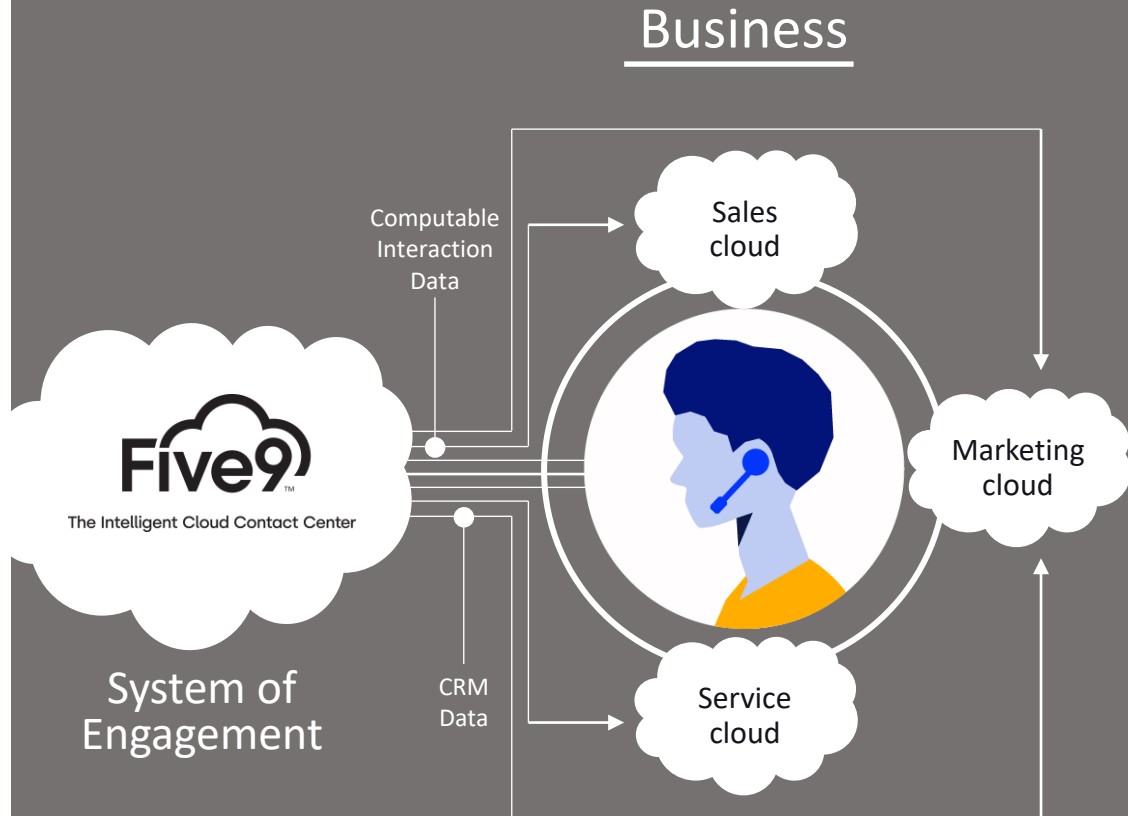 Business
Computable
Interaction
Data
Sales
cloud
Five9™
The Intelligent Cloud Contact Center
Marketing
cloud
System of
Engagement
CRM
Data
Service
cloud